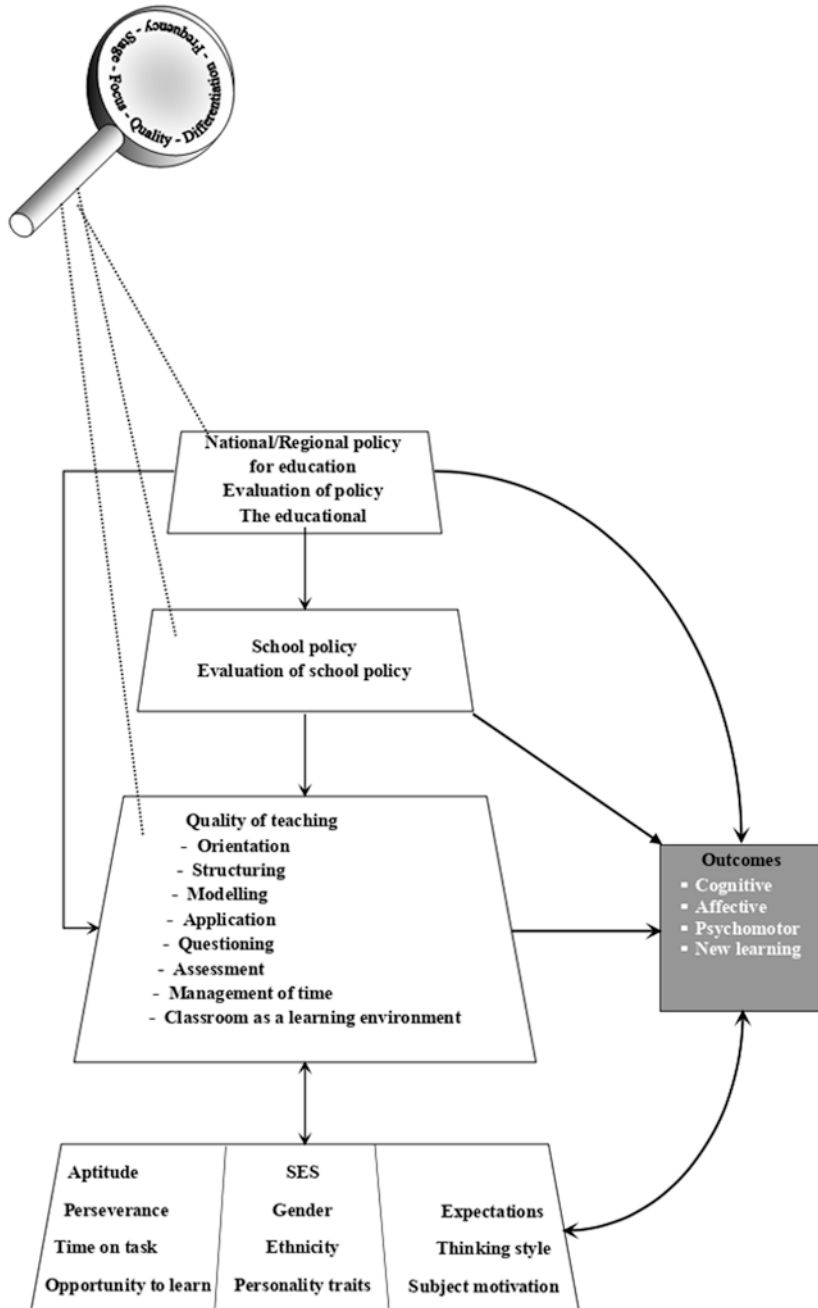 Frequency - Stage - Focus - Quality - Differentiation -
National/Regional policy
for education
Evaluation of policy
The educational
School policy
Evaluation of school policy
Quality of teaching
- Orientation
- Structuring
- Modelling
- Application
- Questioning
- Assessment
- Management of time
- Classroom as a learning environment
Outcomes
▪ Cognitive
▪ Affective
▪ Psychomotor
▪ New learning
Aptitude
Perseverance
Time on task
Opportunity to learn
SES
Gender
Ethnicity
Personality traits
Expectations
Thinking style
Subject motivation